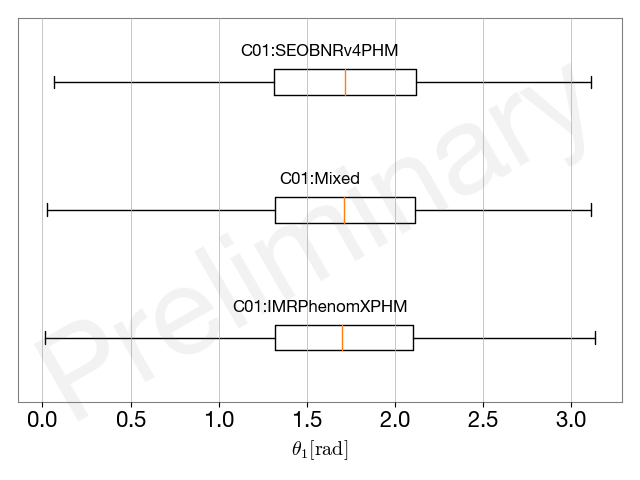 C01:SEOBNRv4PHM
C01:Mixed
C01:IMRPhenomXPHM
Preliminary
0.0 0.5 1.0 1.5 2.0 2.5 3.0
θ₁[rad]